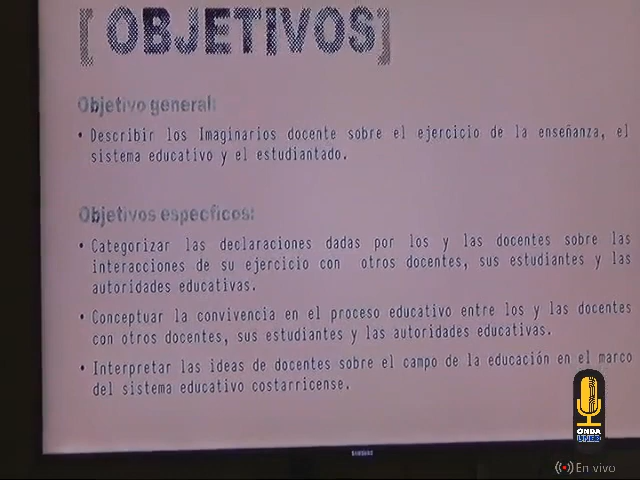 [ OBJETIVOS]
Objetivo general:
• Describir los Imaginarios docente sobre el ejercicio de la enseñanza, el
sistema educativo y el estudiantado.
Objetivos especficos:
• Categorizar las declaraciones dadas por los y las docentes sobre las
interacciones de su ejercicio con otros docentes, sus estudiantes y las
autoridades educativas.
• Conceptuar la convivencia en el proceso educativo entre los y las docentes
con otros docentes, sus estudiantes y las autoridades educativas.
• Interpretar las ideas de docentes sobre el campo de la educación en el marco
del sistema educativo costarricense.
ONDA
UNED
SAMSUNG
En vivo